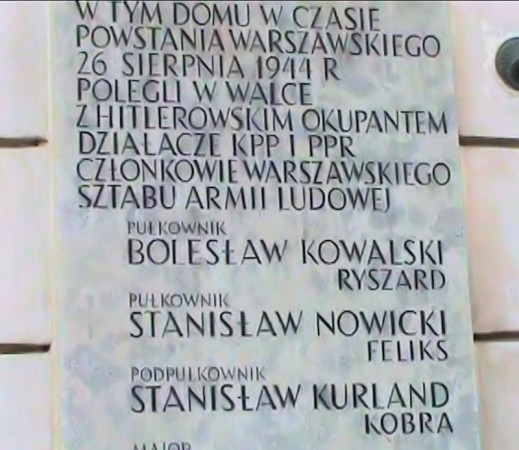 W TYM DOMU W CZASIE
POWSTANIA WARSZAWSKIEGO
26 SIERPNIA 1944 R
POLEGLI W WALCE
Z HITLEROWSKIM OKUPANTEM
DZIAŁACZE KPP I PPR
CZŁONKOWIE WARSZAWSKIEGO
SZTABU ARMII LUDOWEJ
PUŁKOWNIK
BOLESŁAW KOWALSKI
RYSZARD
PUŁKOWNIK
STANISŁAW NOWICKI
FELIKS
PODPUŁKOWNIK
STANISŁAW KURLAND
KOBRA
MAJOR